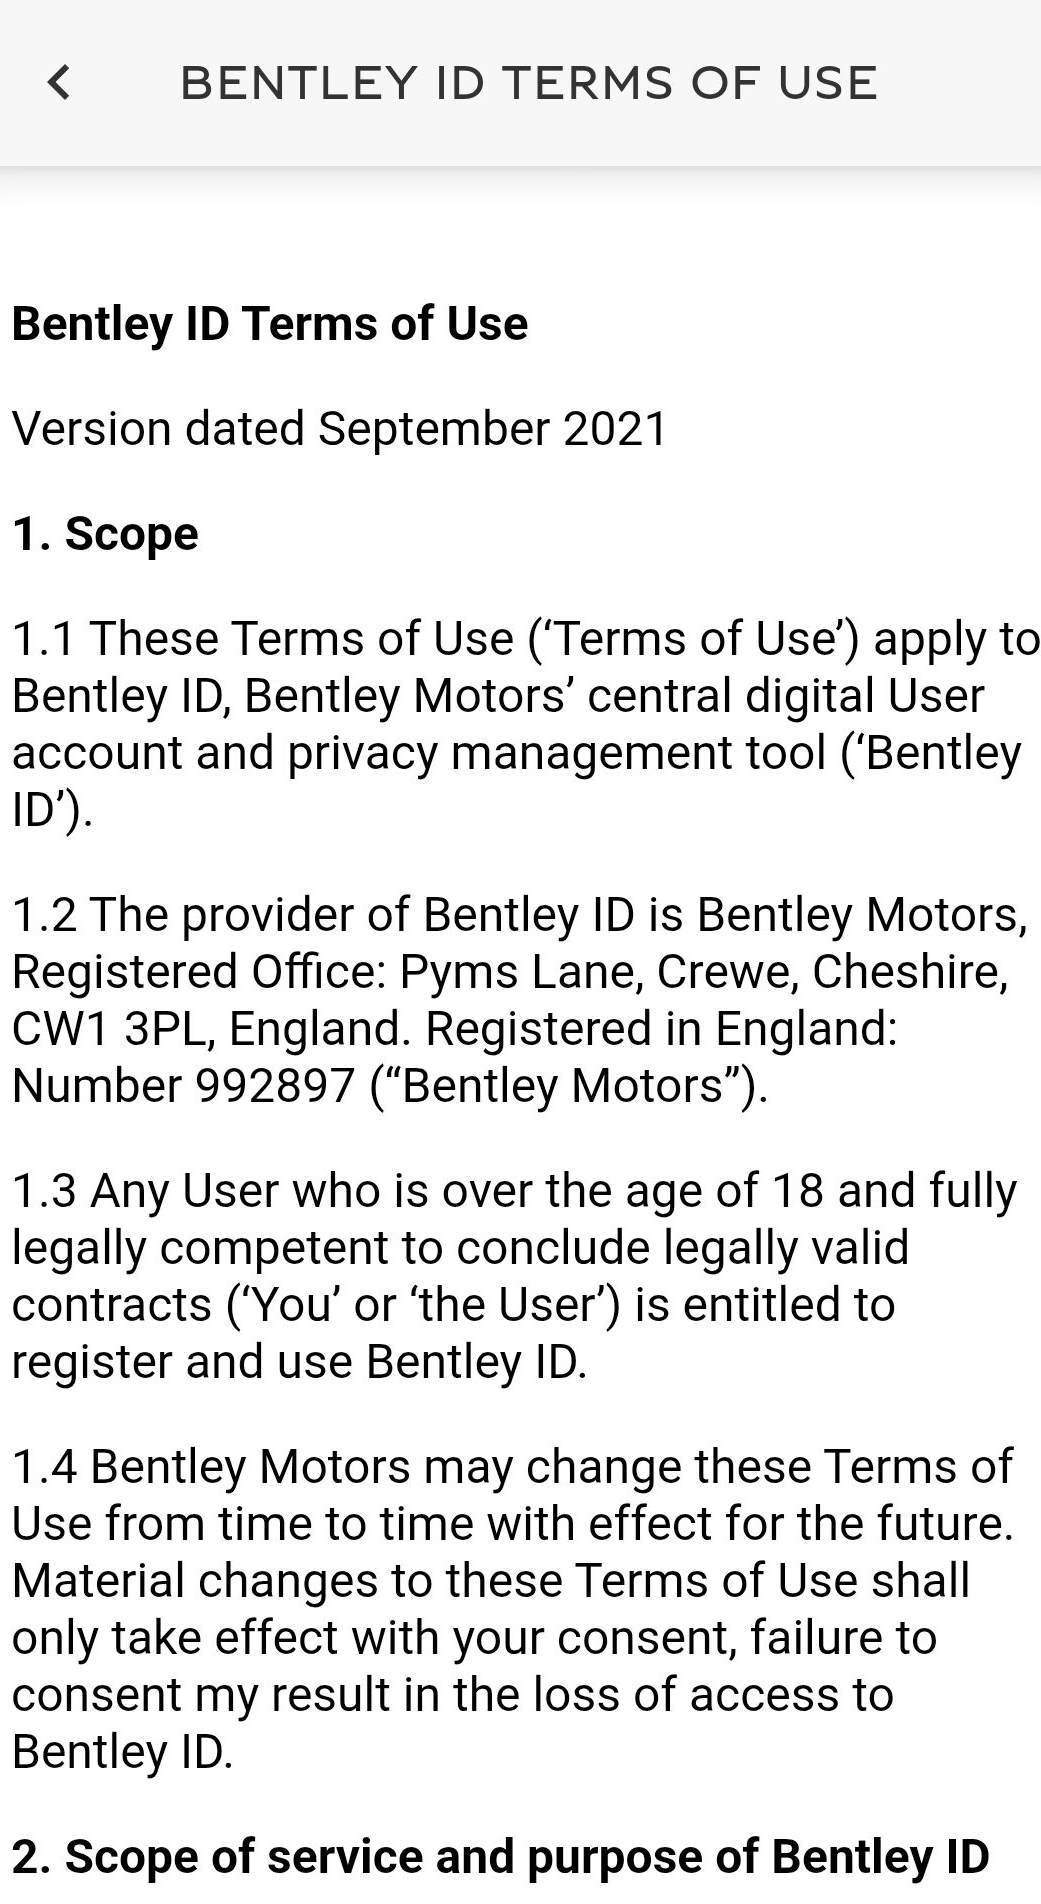 BENTLEY ID TERMS OF USE
Bentley ID Terms of Use
Version dated September 2021
1. Scope
1.1 These Terms of Use (‘Terms of Use’) apply to
Bentley ID, Bentley Motors’ central digital User
account and privacy management tool (‘Bentley
ID’).
1.2 The provider of Bentley ID is Bentley Motors,
Registered Office: Pyms Lane, Crewe, Cheshire,
CW1 3PL, England. Registered in England:
Number 992897 (“Bentley Motors”).
1.3 Any User who is over the age of 18 and fully
legally competent to conclude legally valid
contracts (‘You’ or ‘the User’) is entitled to
register and use Bentley ID.
1.4 Bentley Motors may change these Terms of
Use from time to time with effect for the future.
Material changes to these Terms of Use shall
only take effect with your consent, failure to
consent my result in the loss of access to
Bentley ID.
2. Scope of service and purpose of Bentley ID